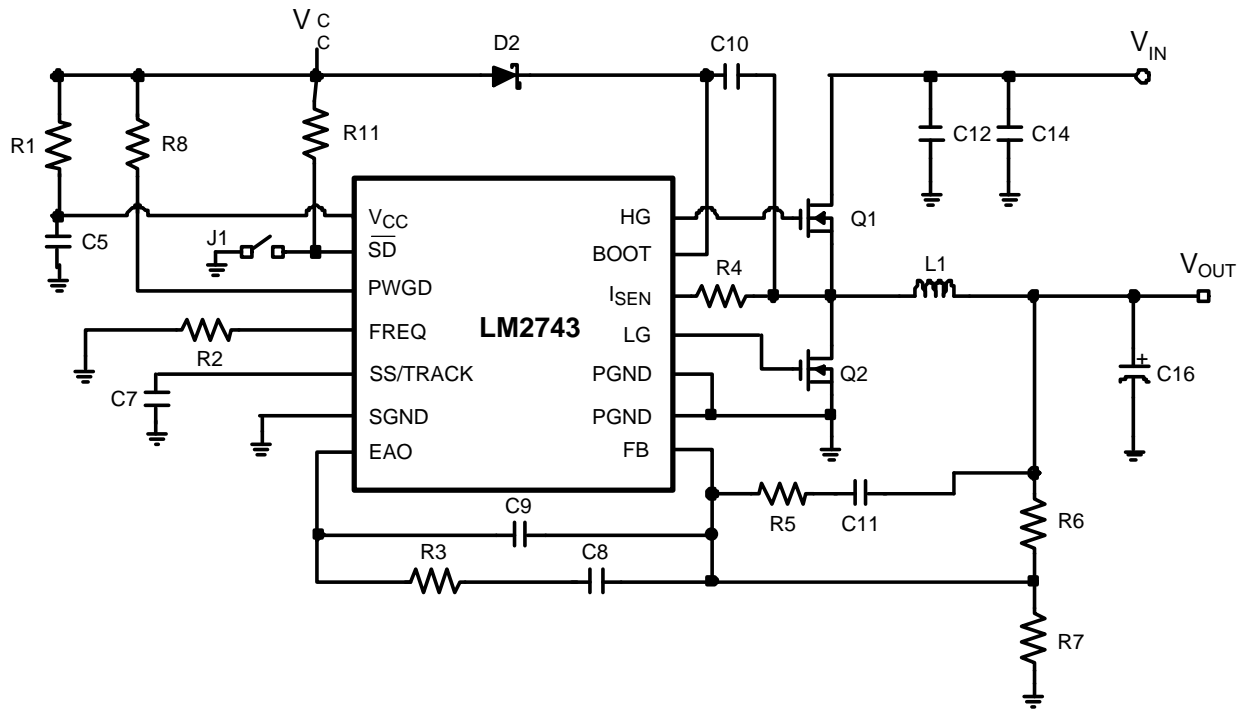 V C C
D2
C10
V IN
R1
R8
R11
C12
C14
VCC
HG
Q1
C5
J1
SD
BOOT
L1
VOUT
PWGD
ISEN
R4
FREQ
LM2743
LG
R2
SS/TRACK
PGND
Q2
C16
C7
SGND
PGND
EAO
FB
C9
R5
C11
R6
R3
C8
R7
+